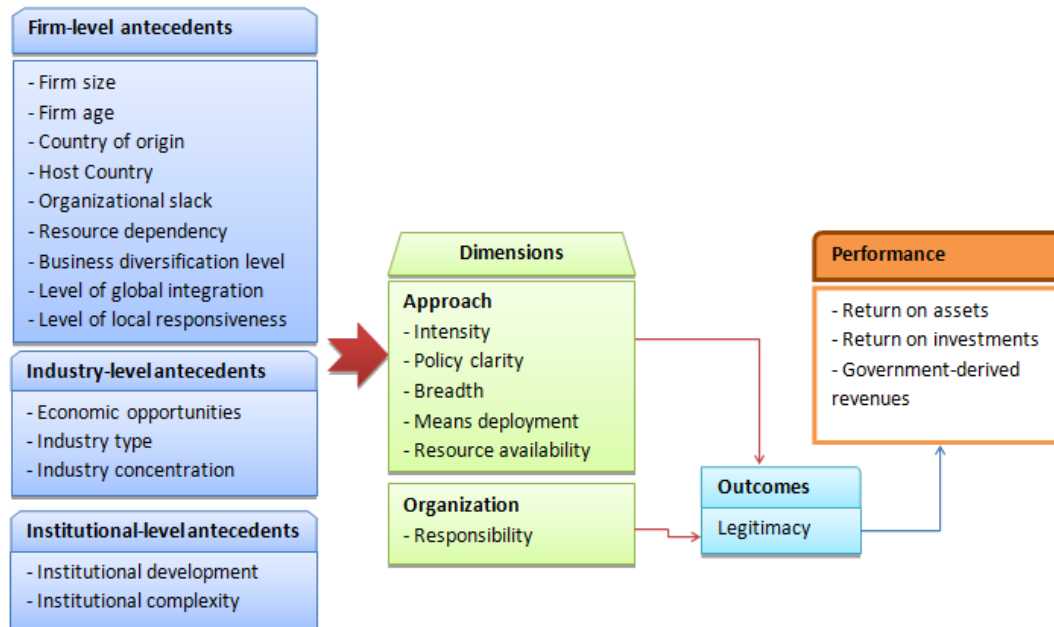 Firm-level antecedents
- Firm size
- Firm age
- Country of origin
- Host Country
- Organizational slack
- Resource dependency
- Business diversification level
- Level of global integration
- Level of local responsiveness
Industry-level antecedents
- Economic opportunities
- Industry type
- Industry concentration
Institutional-level antecedents
- Institutional development
- Institutional complexity
Dimensions
Approach
- Intensity
- Policy clarity
- Breadth
- Means deployment
- Resource availability
Organization
- Responsibility
Outcomes
Legitimacy
Performance
- Return on assets
- Return on investments
- Government-derived
revenues